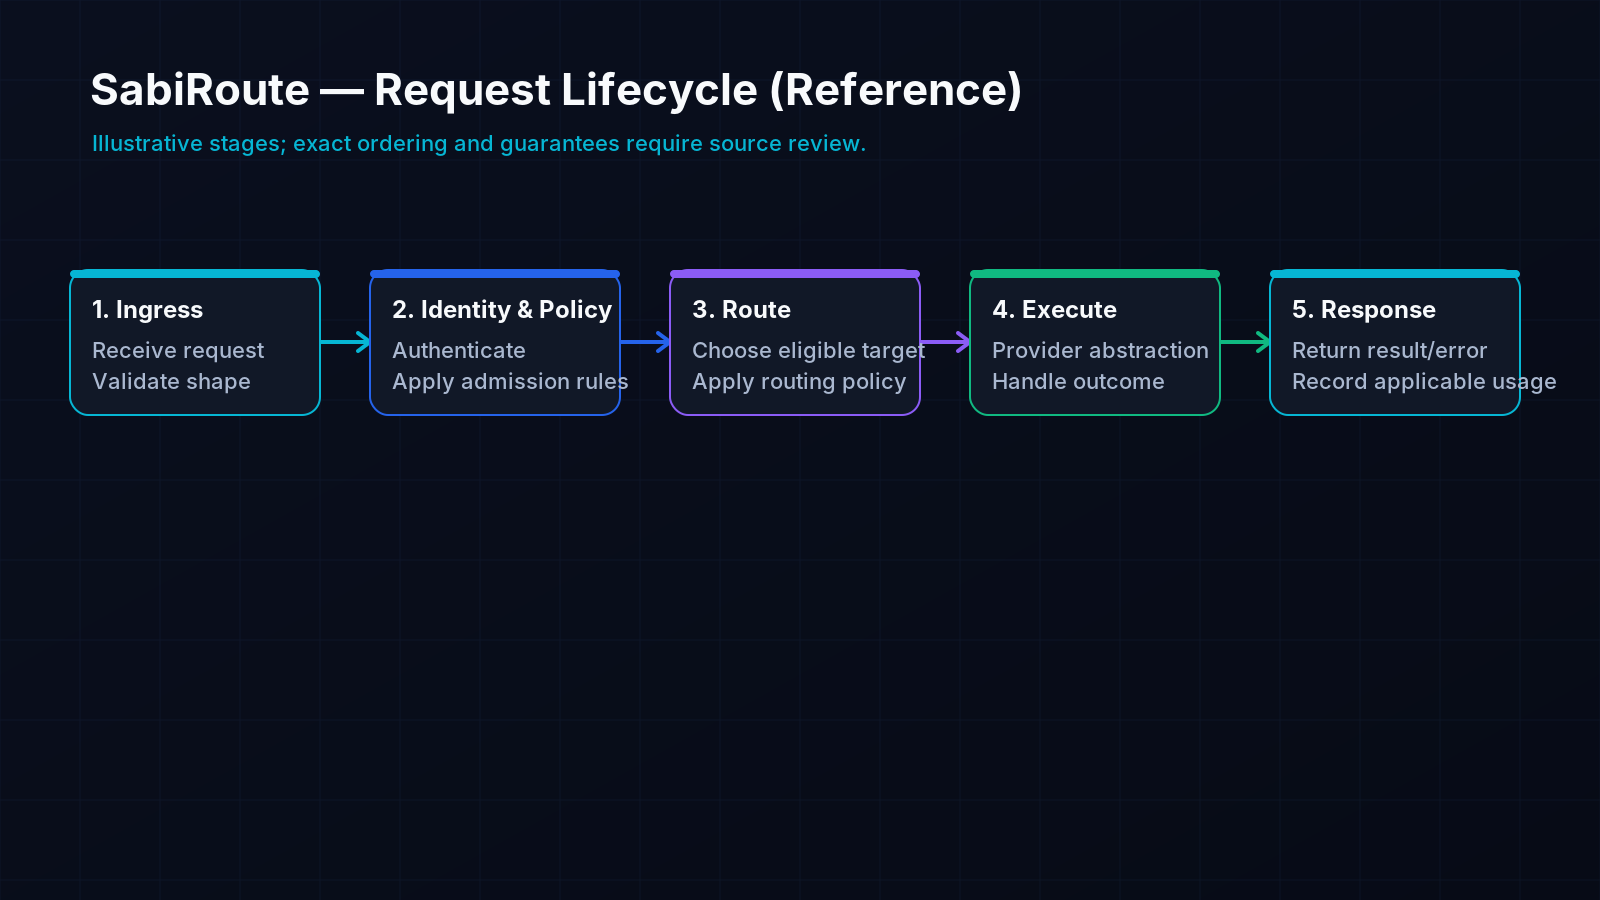 SabiRoute — Request Lifecycle (Reference)
Illustrative stages; exact ordering and guarantees require source review.
1. Ingress
Receive request
Validate shape
2. Identity & Policy
Authenticate
Apply admission rules
3. Route
Choose eligible target
Apply routing policy
4. Execute
Provider abstraction
Handle outcome
5. Response
Return result/error
Record applicable usage